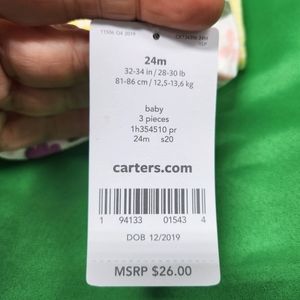 24m
32-34 in / 28-30 lb
81-86 cm / 12,5-13,6 kg
baby
3 pieces
1h354510 pr
24m s20
carters.com
1 94133 01543 4
DOB 12/2019
MSRP $26.00